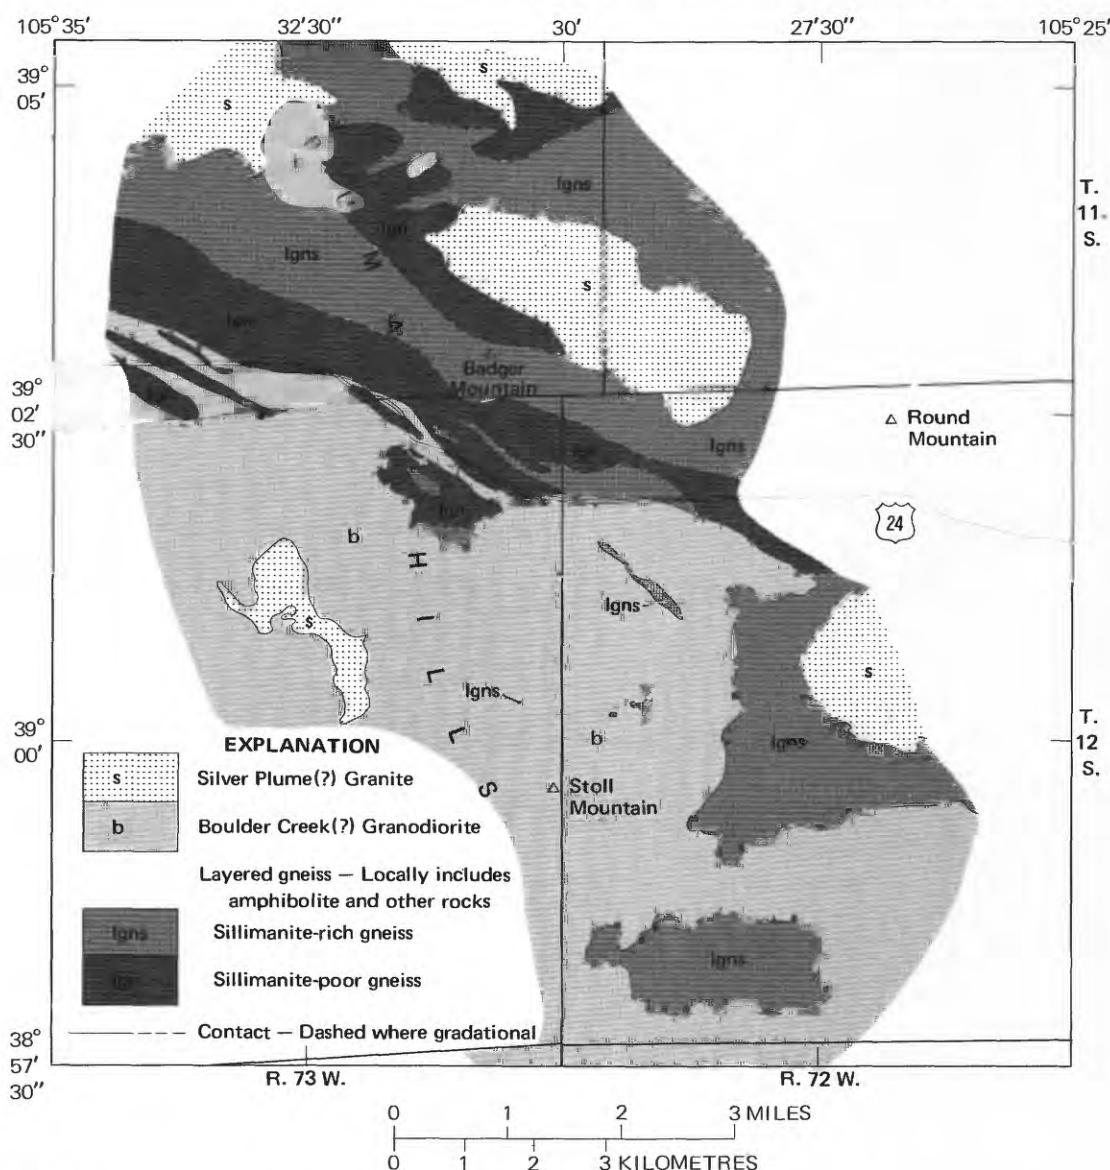 105°35′ 32′30″ 30′ 27′30″ 105°25′
39°
05′
s
s
T.
11
S.
lgns
lgns
s
Badger
Mountain
39°
02′
30″
Round
Mountain
lgns
24
b
H
I
L
L
S
lgns
s
s
lgns
39°
00′
b
lgns
T.
12
S.
Stoll
Mountain
EXPLANATION
s Silver Plume(?) Granite
b Boulder Creek(?) Granodiorite
Layered gneiss — Locally includes
amphibolite and other rocks
lgns Sillimanite-rich gneiss
Sillimanite-poor gneiss
Contact — Dashed where gradational
lgns
38°
57′
30″
R. 73 W. R. 72 W.
0 1 2 3 MILES
0 1 2 3 KILOMETRES